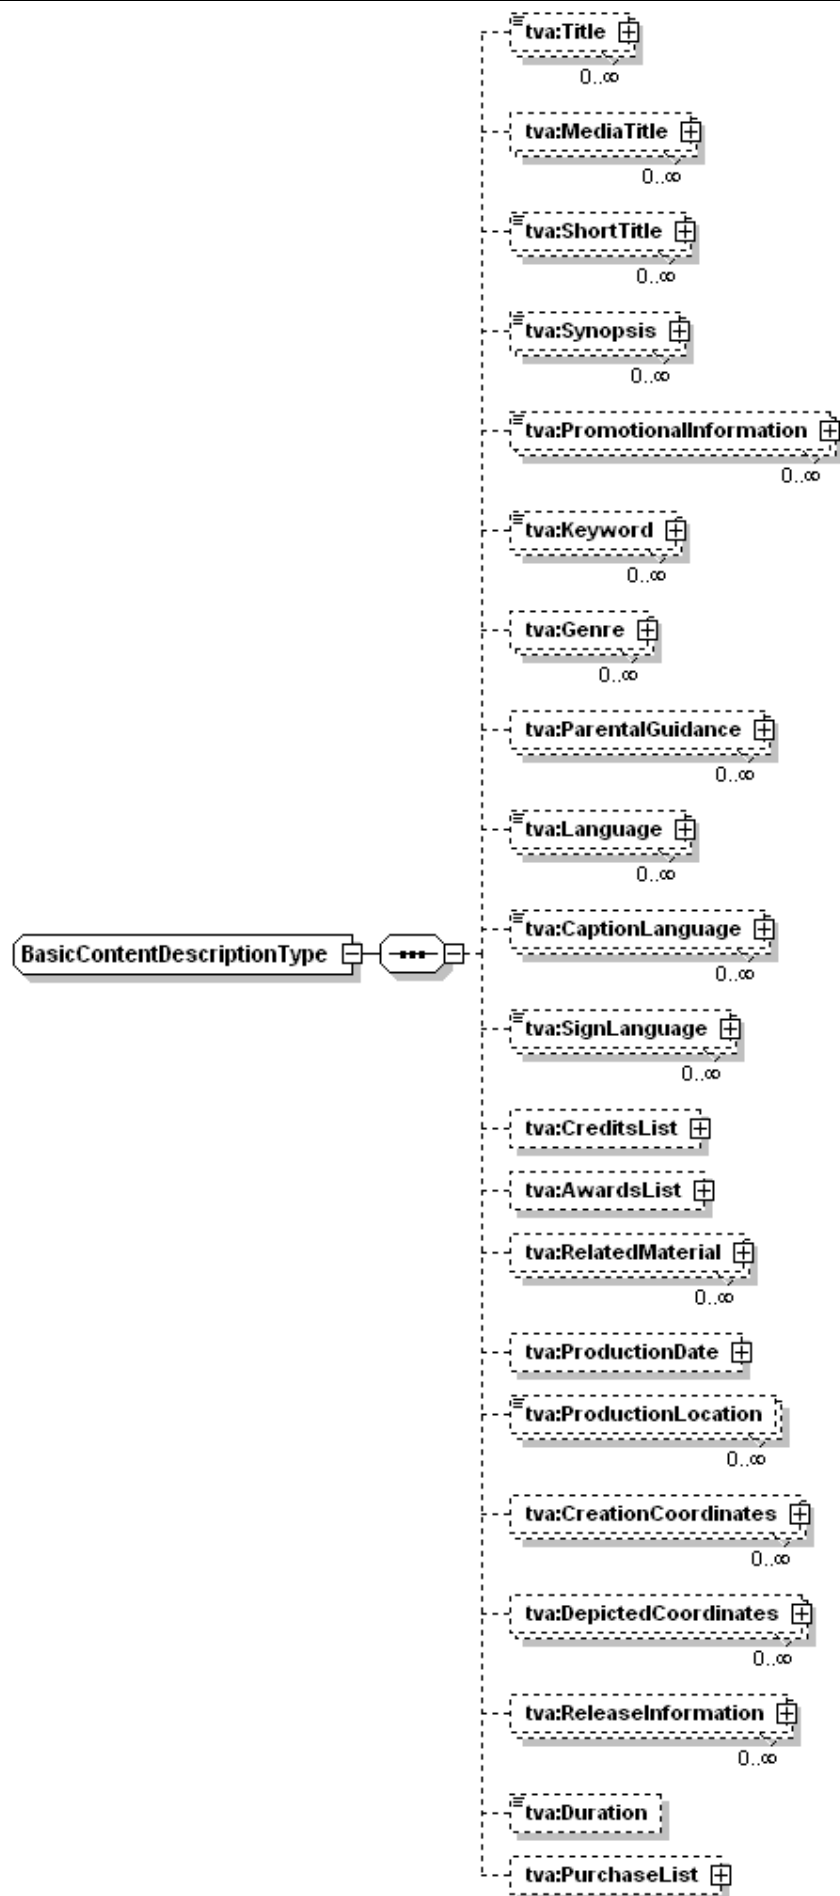 tva:Title
0..∞
tva:MediaTitle
0..∞
tva:ShortTitle
0..∞
tva:Synopsis
0..∞
tva:PromotionalInformation
0..∞
tva:Keyword
0..∞
tva:Genre
0..∞
tva:ParentalGuidance
0..∞
tva:Language
0..∞
tva:CaptionLanguage
0..∞
BasicContentDescriptionType
tva:SignLanguage
0..∞
tva:CreditsList
tva:AwardsList
tva:RelatedMaterial
0..∞
tva:ProductionDate
tva:ProductionLocation
0..∞
tva:CreationCoordinates
0..∞
tva:DepictedCoordinates
0..∞
tva:ReleaseInformation
0..∞
tva:Duration
tva:PurchaseList